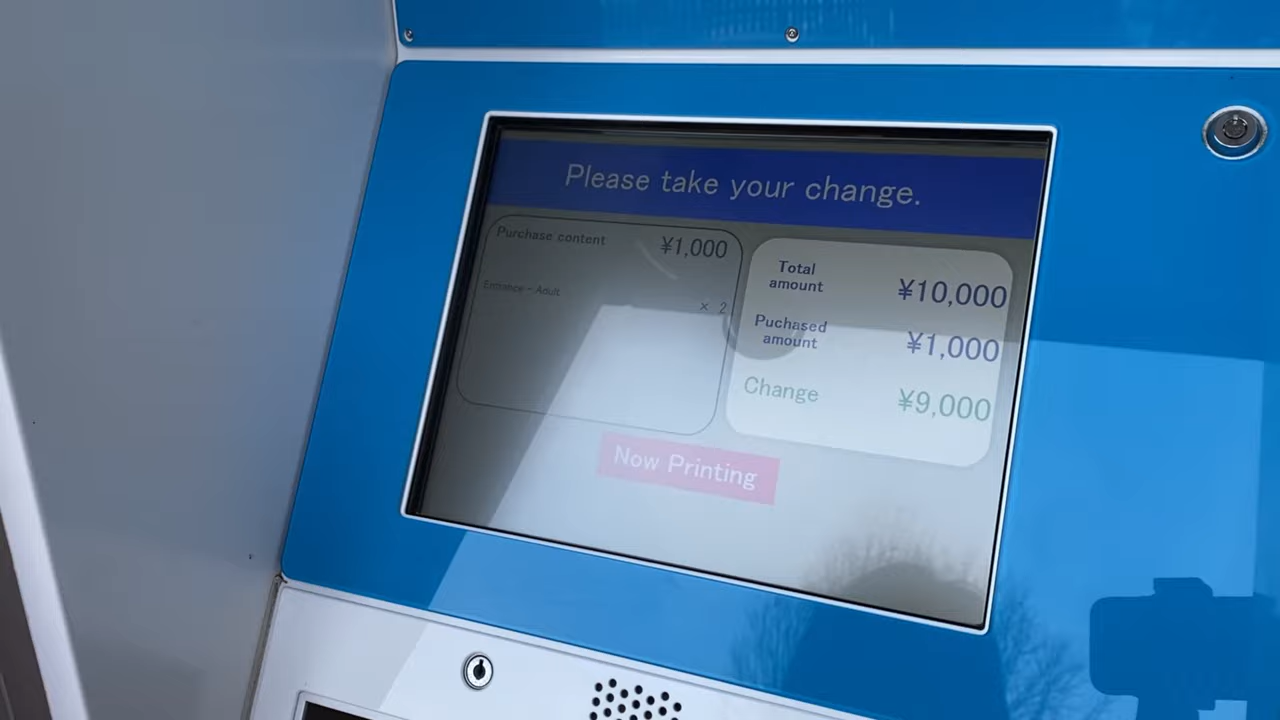 Please take your change.
Purchase content ¥1,000
Entrance - Adult
× 2
Total amount ¥10,000
Puchased amount ¥1,000
Change ¥9,000
Now Printing